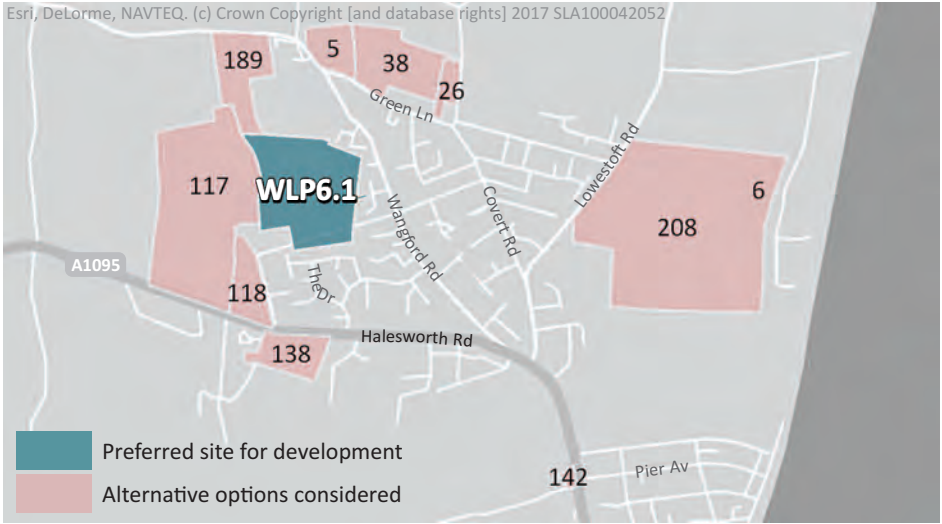 Esri, DeLorme, NAVTEQ. (c) Crown Copyright [and database rights] 2017 SLA100042052
189
5
38
26
Green Ln
Lowestoft Rd
117
WLP6.1
6
Wangford Rd
Covert Rd
208
A1095
118
TheDr
Halesworth Rd
138
Preferred site for development
Alternative options considered
142
Pier Av